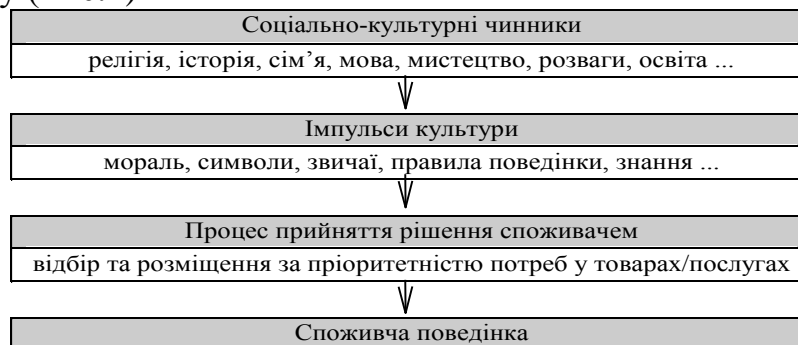 Соціально-культурні чинники
релігія, історія, сім’я, мова, мистецтво, розваги, освіта ...
Імпульси культури
мораль, символи, звичаї, правила поведінки, знання ...
Процес прийняття рішення споживачем
відбір та розміщення за пріоритетністю потреб у товарах/послугах
Споживча поведінка